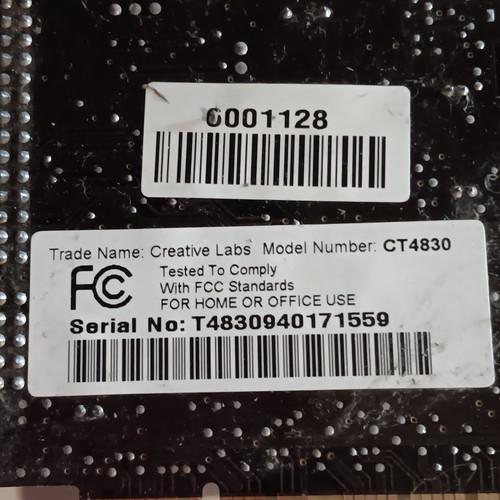 0001128
Trade Name: Creative Labs Model Number: CT4830
FC Tested To Comply
With FCC Standards
FOR HOME OR OFFICE USE
Serial No: T4830940171559